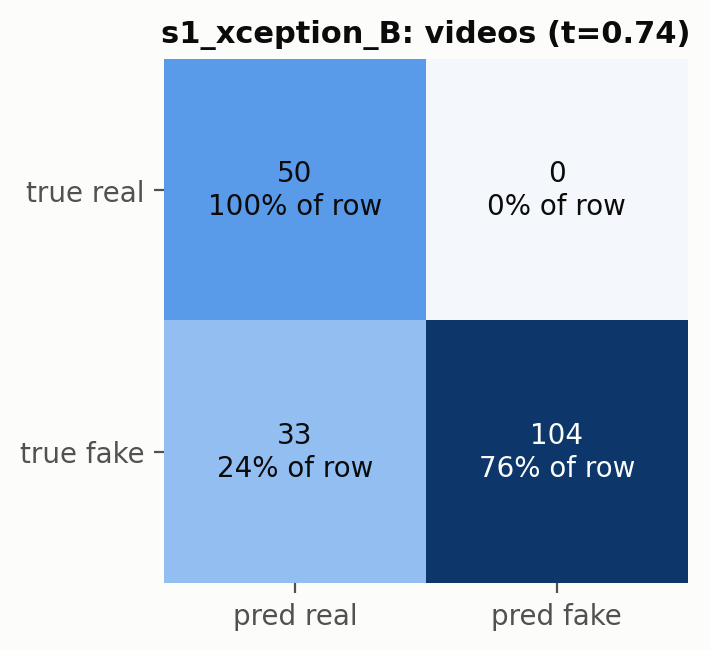 s1_xception_B: videos (t=0.74)
true real
50
100% of row
0
0% of row
true fake
33
24% of row
104
76% of row
pred real
pred fake